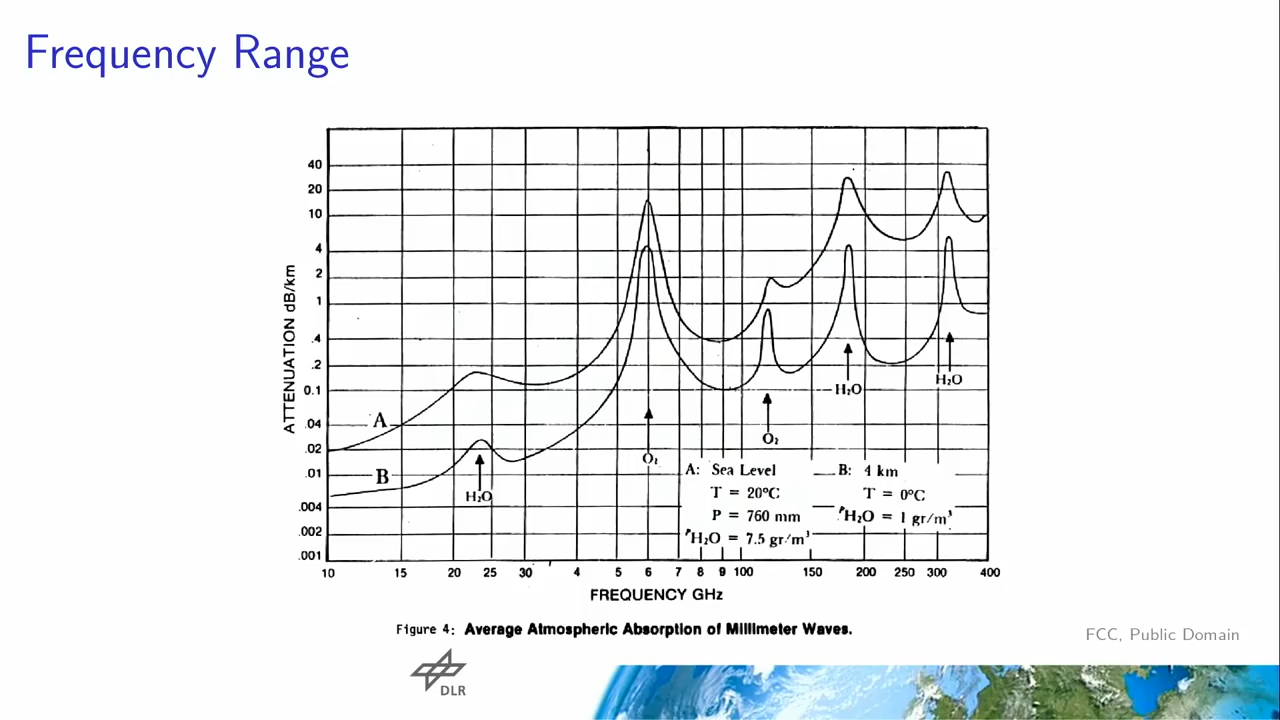 Frequency Range
40
20
10
4
2
1
.4
.2
0.1
.04
.02
.01
.004
.002
.001
ATTENUATION dB/km
A
B
H₂O
O₂
O₂
H₂O
H₂O
A: Sea Level
T = 20°C
P = 760 mm
ρH₂O = 7.5 gr/m³
B: 4 km
T = 0°C
ρH₂O = 1 gr/m³
10 15 20 25 30 4 5 6 7 8 9 100 150 200 250 300 400
FREQUENCY GHz
Figure 4: Average Atmospheric Absorption of Millimeter Waves.
FCC, Public Domain
DLR